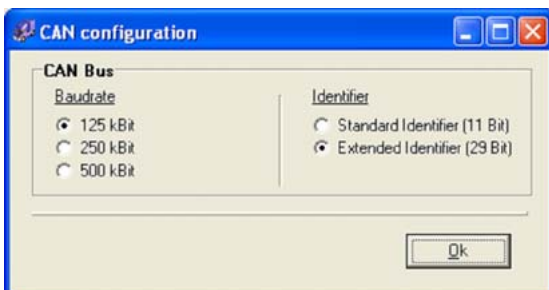 CAN configuration
CAN Bus
Baudrate
125 kBit
250 kBit
500 kBit
Identifier
Standard Identifier (11 Bit)
Extended Identifier (29 Bit)
Ok